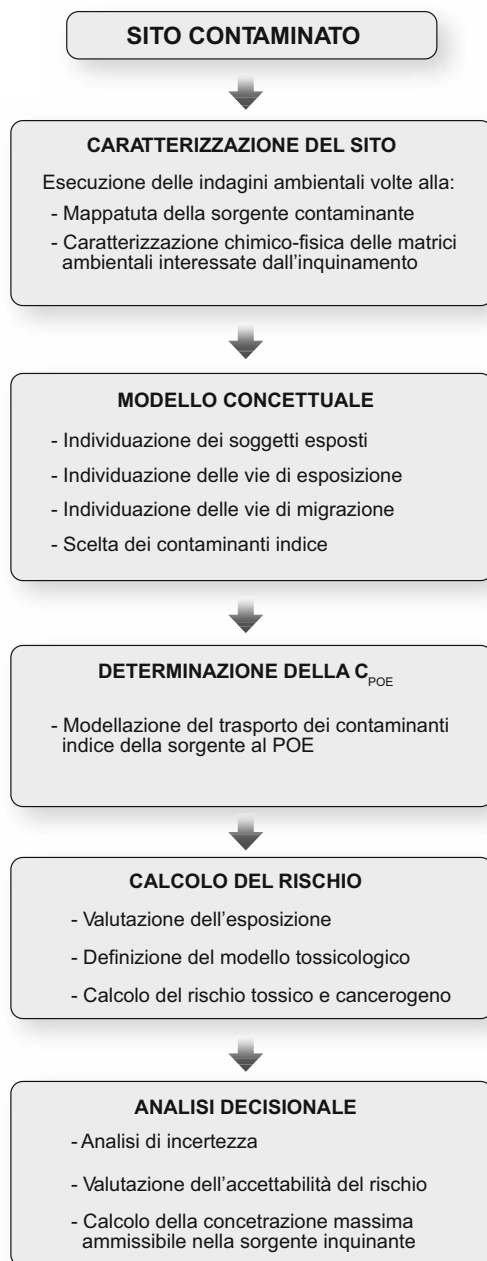 SITO CONTAMINATO
CARATTERIZZAZIONE DEL SITO
Esecuzione delle indagini ambientali volte alla:
- Mappatuta della sorgente contaminante
- Caratterizzazione chimico-fisica delle matrici
ambientali interessate dall'inquinamento
MODELLO CONCETTUALE
- Individuazione dei soggetti esposti
- Individuazione delle vie di esposizione
- Individuazione delle vie di migrazione
- Scelta dei contaminanti indice
DETERMINAZIONE DELLA C POE
- Modellazione del trasporto dei contaminanti
indice della sorgente al POE
CALCOLO DEL RISCHIO
- Valutazione dell'esposizione
- Definizione del modello tossicologico
- Calcolo del rischio tossico e cancerogeno
ANALISI DECISIONALE
- Analisi di incertezza
- Valutazione dell'accettabilità del rischio
- Calcolo della concetrazione massima
ammissibile nella sorgente inquinante